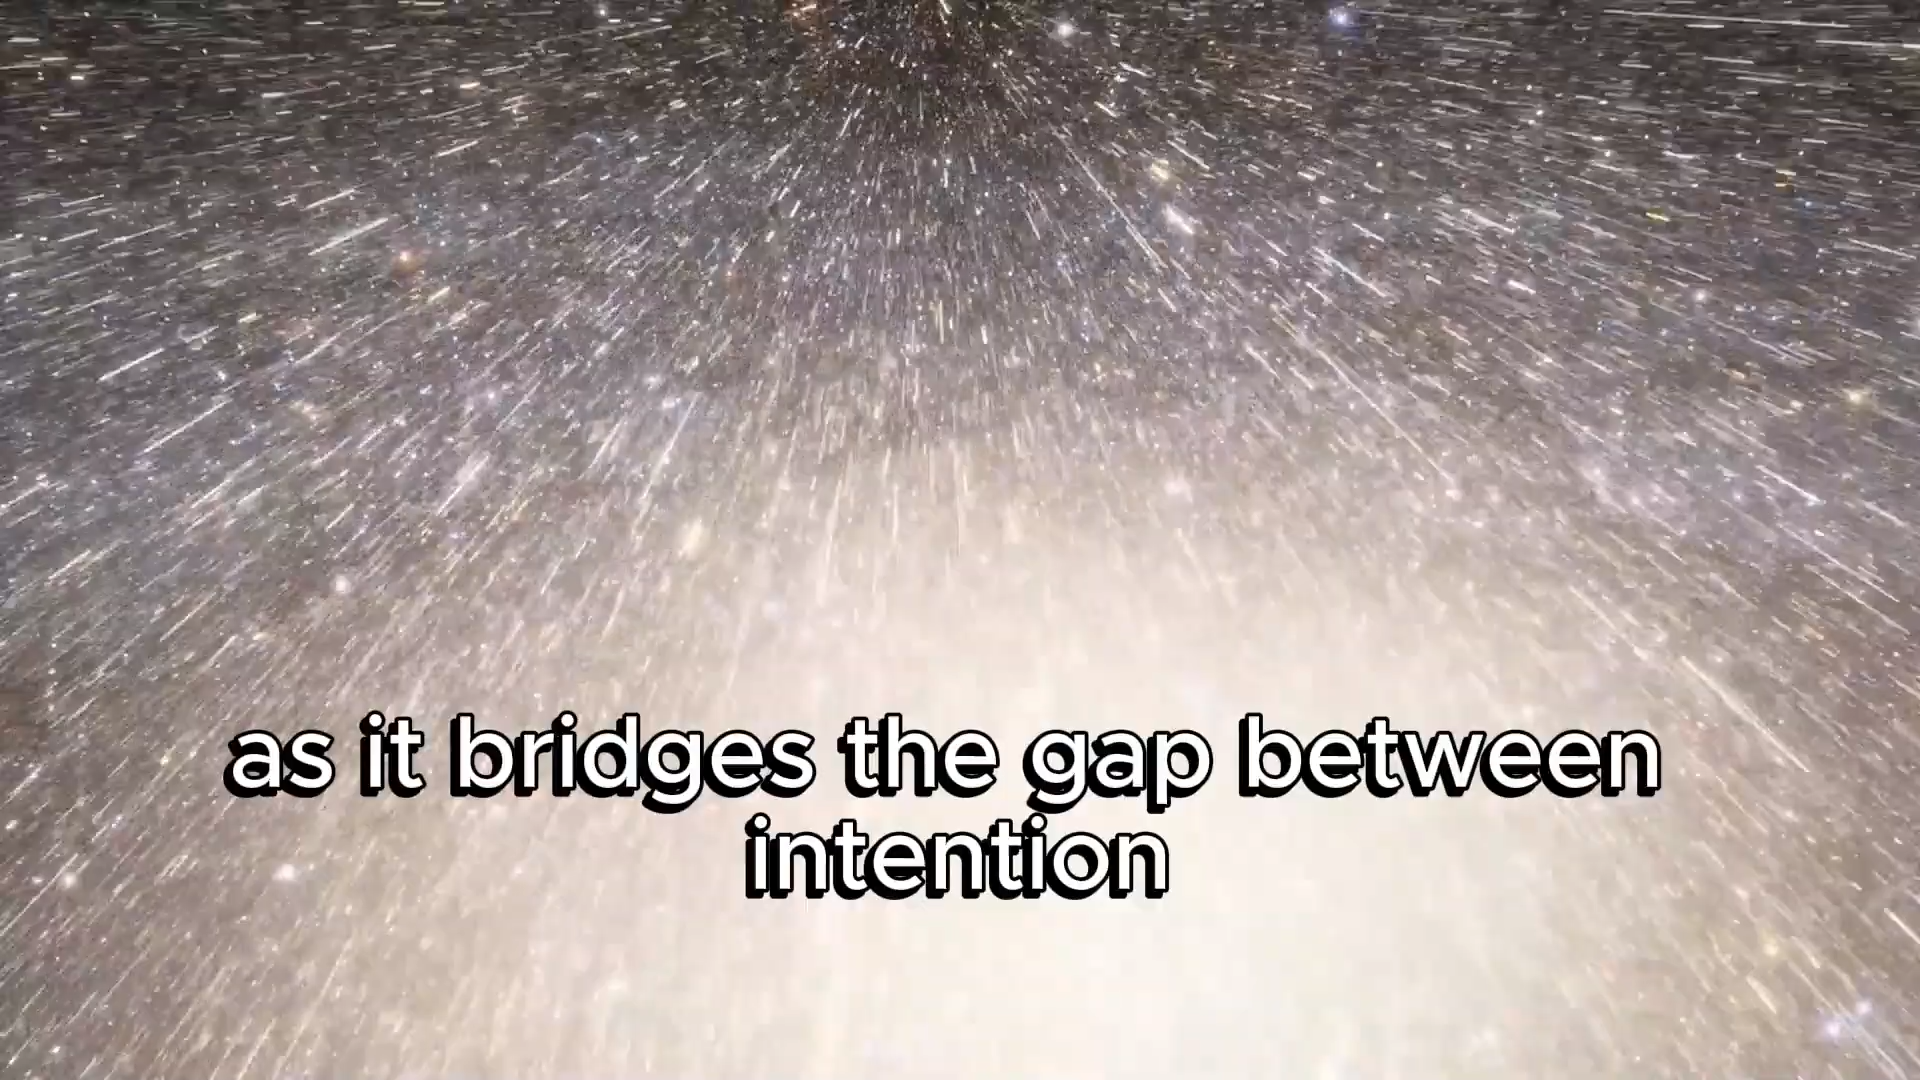 as it bridges the gap between
intention